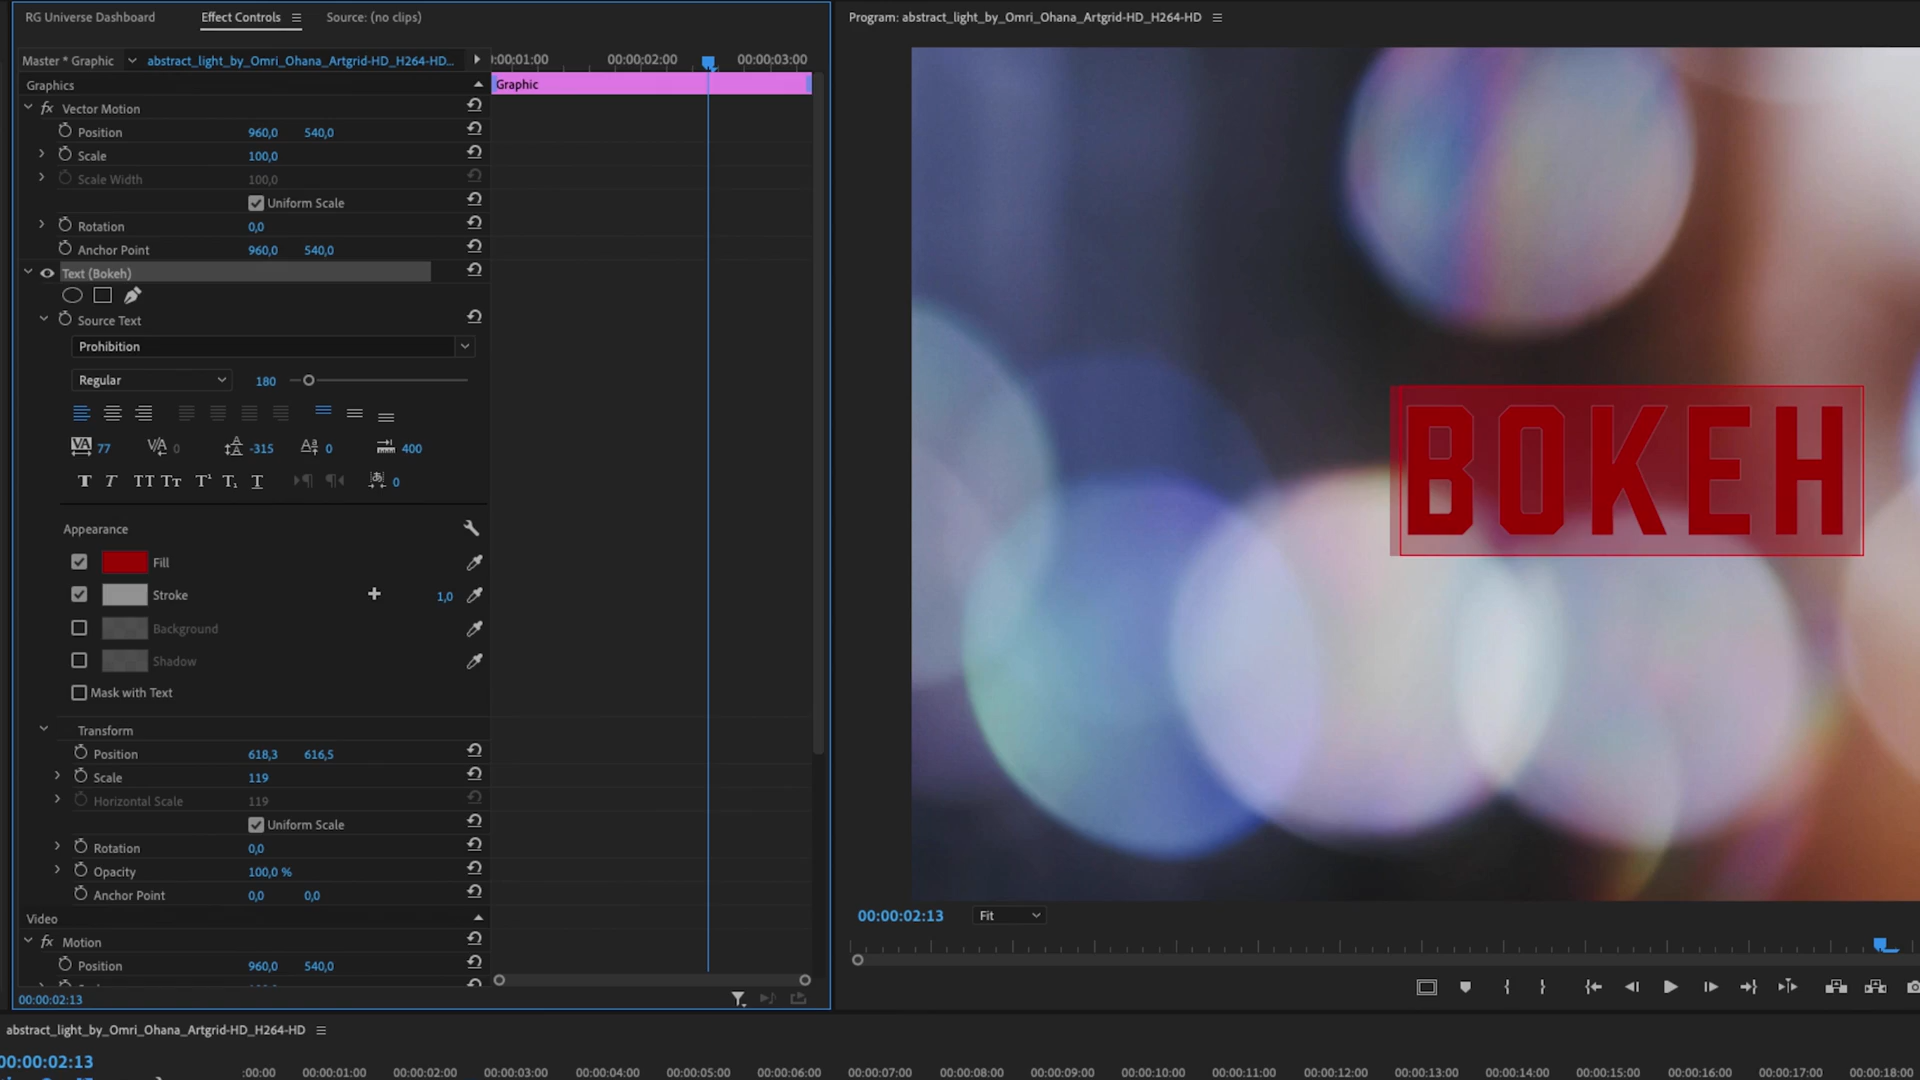 RG Universe Dashboard
Effect Controls
Source: (no clips)
Program: abstract_light_by_Omri_Ohana_Artgrid-HD_H264-HD
Master * Graphic
abstract_light_by_Omri_Ohana_Artgrid-HD_H264-HD...
:00;01:00
00:00:02:00
00:00:03:00
Graphics
Graphic
fx Vector Motion
Position 960,0 540,0
Scale 100,0
Scale Width 100,0
Uniform Scale
Rotation 0,0
Anchor Point 960,0 540,0
Text (Bokeh)
Source Text
Prohibition
Regular 180
VA 77 V/A 0 A -315 Aa 0 400
T T TT Tт T¹ T₁ T 0
BOKEH
Appearance
Fill
Stroke 1,0
Background
Shadow
Mask with Text
Transform
Position 618,3 616,5
Scale 119
Horizontal Scale 119
Uniform Scale
Rotation 0,0
Opacity 100,0 %
Anchor Point 0,0 0,0
Video
fx Motion
Position 960,0 540,0
00:00:02:13
00:00:02:13
Fit
abstract_light_by_Omri_Ohana_Artgrid-HD_H264-HD
00:00:02:13
:00:00 00:00:01:00 00:00:02:00 00:00:03:00 00:00:04:00 00:00:05:00 00:00:06:00 00:00:07:00 00:00:08:00 00:00:09:00 00:00:10:00 00:00:11:00 00:00:12:00 00:00:13:00 00:00:14:00 00:00:15:00 00:00:16:00 00:00:17:00 00:00:18:00